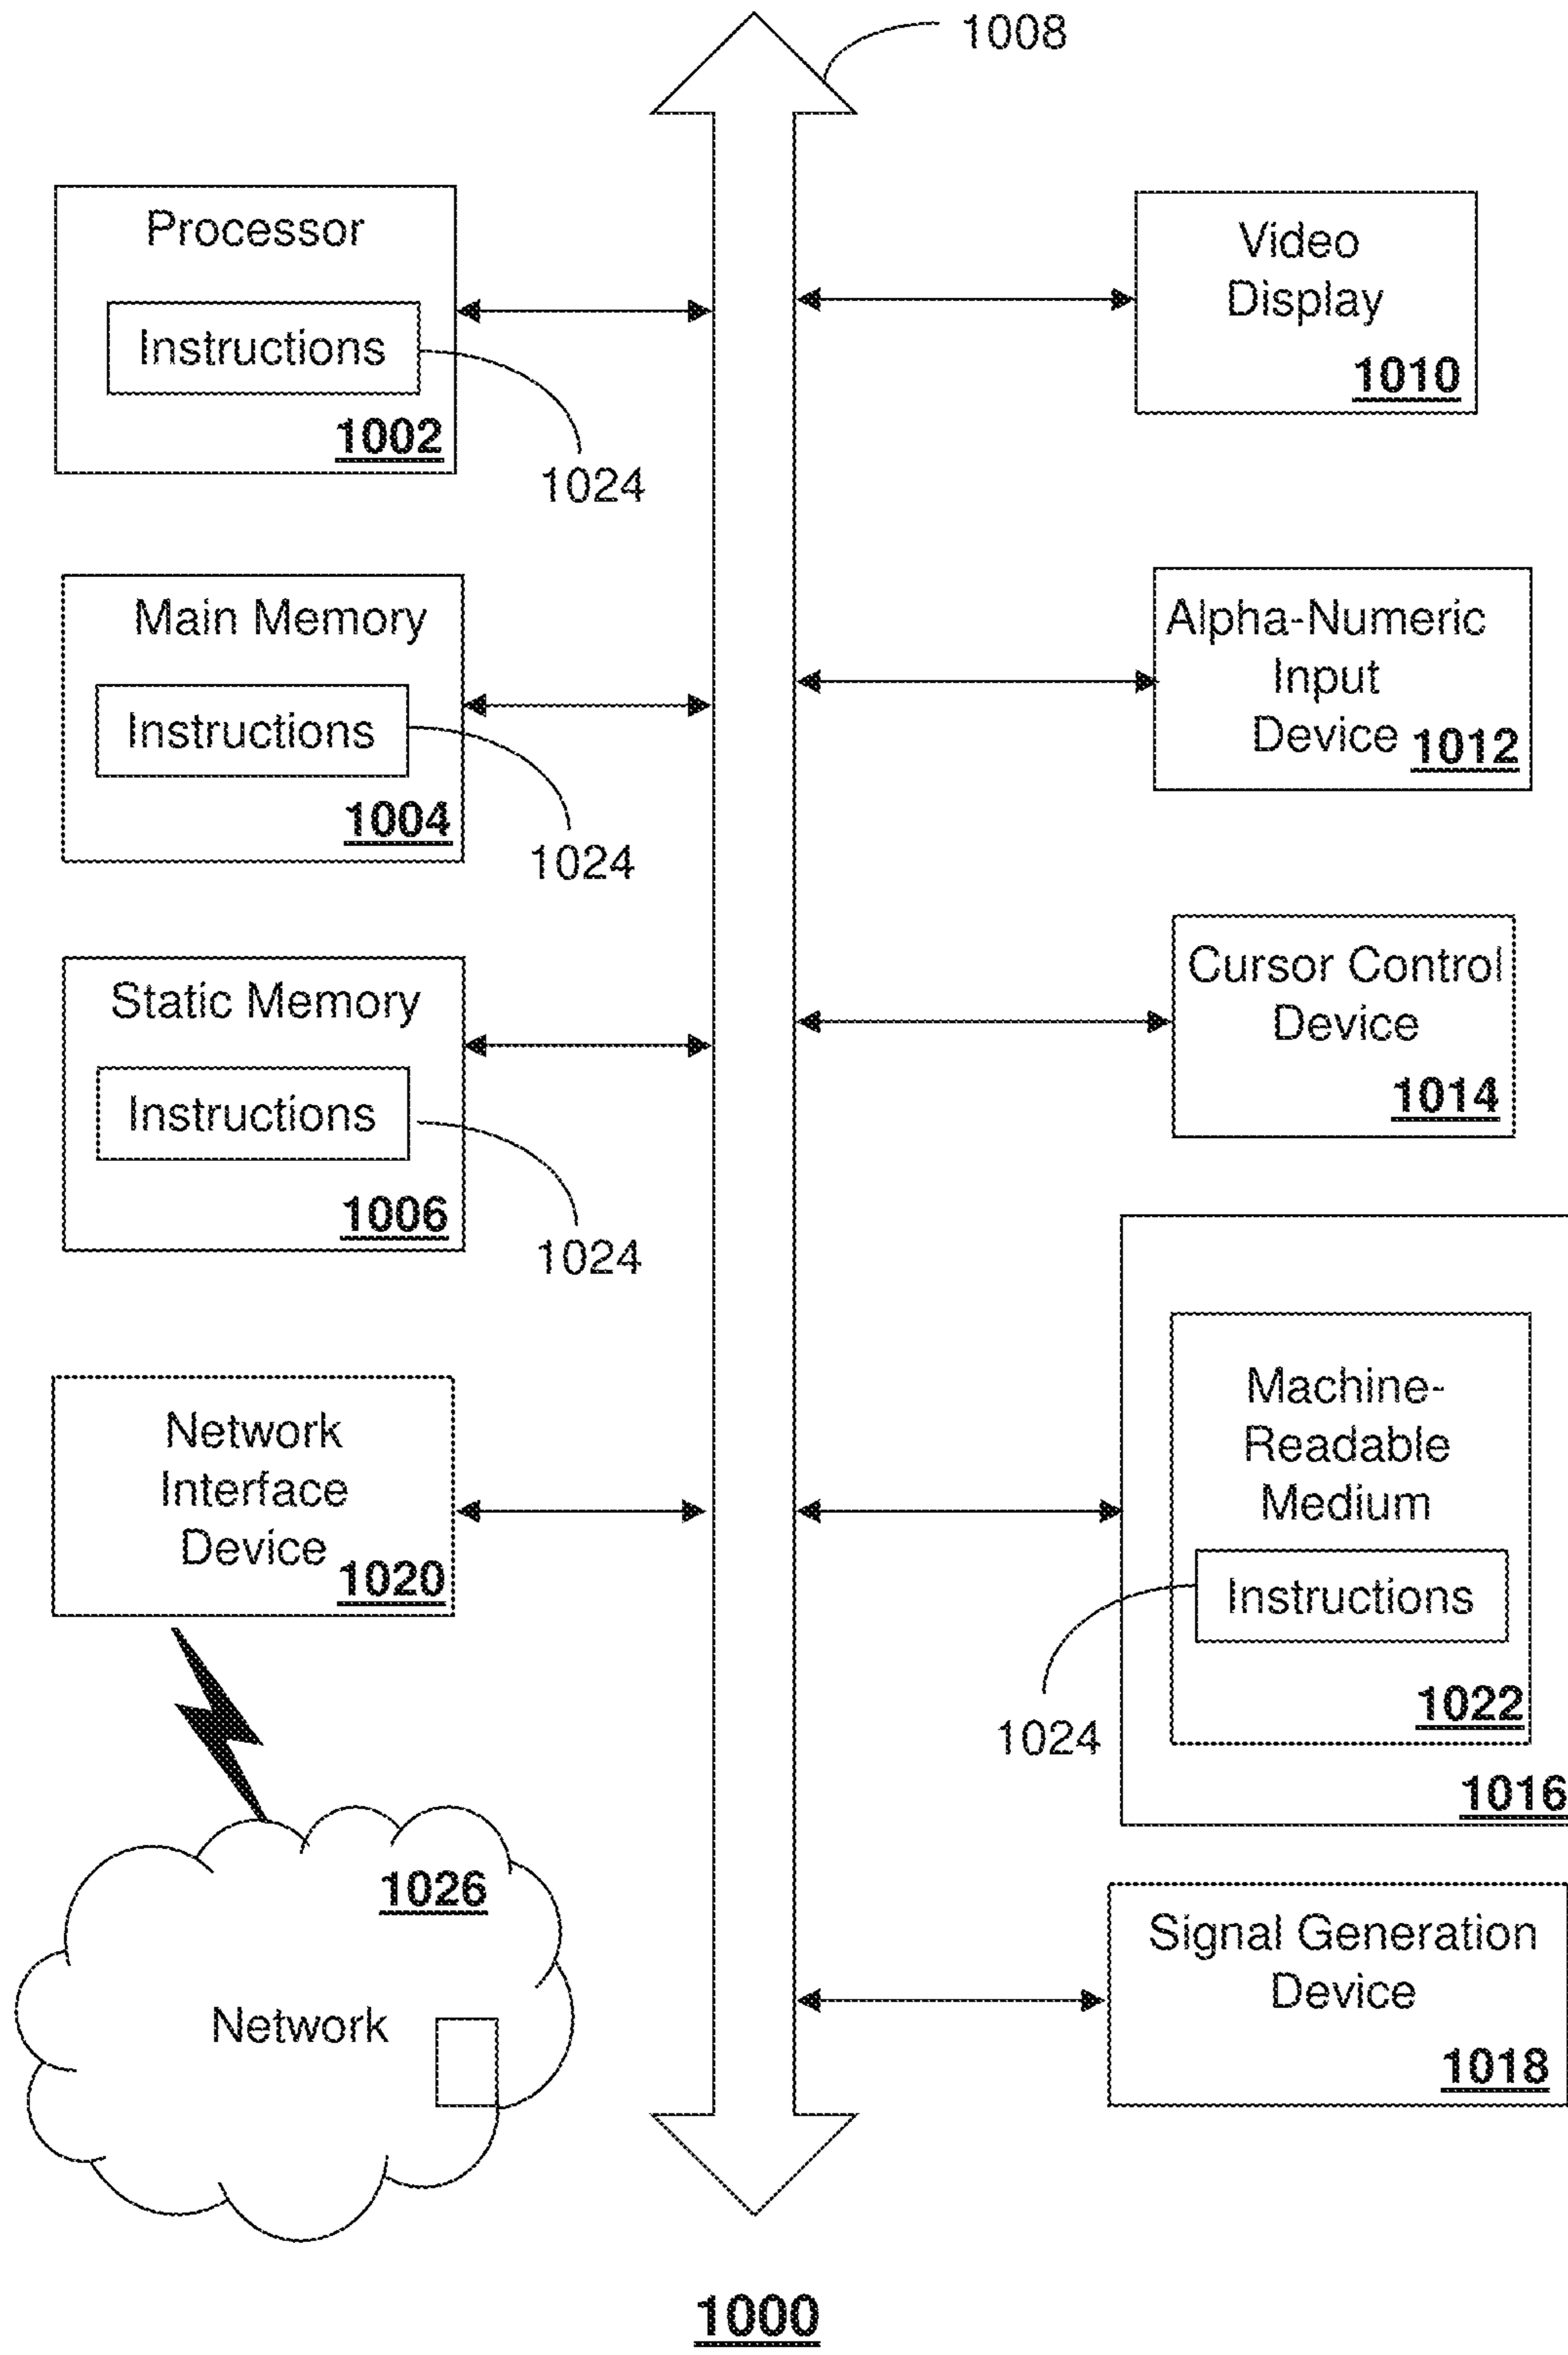 1008
Processor
Instructions
1002
1024
Main Memory
Instructions
1004
1024
Static Memory
Instructions
1006
1024
Network
Interface
Device
1020
1026
Network
Video
Display
1010
Alpha-Numeric
Input
Device 1012
Cursor Control
Device
1014
Machine-
Readable
Medium
Instructions
1022
1024
1016
Signal Generation
Device
1018
1000